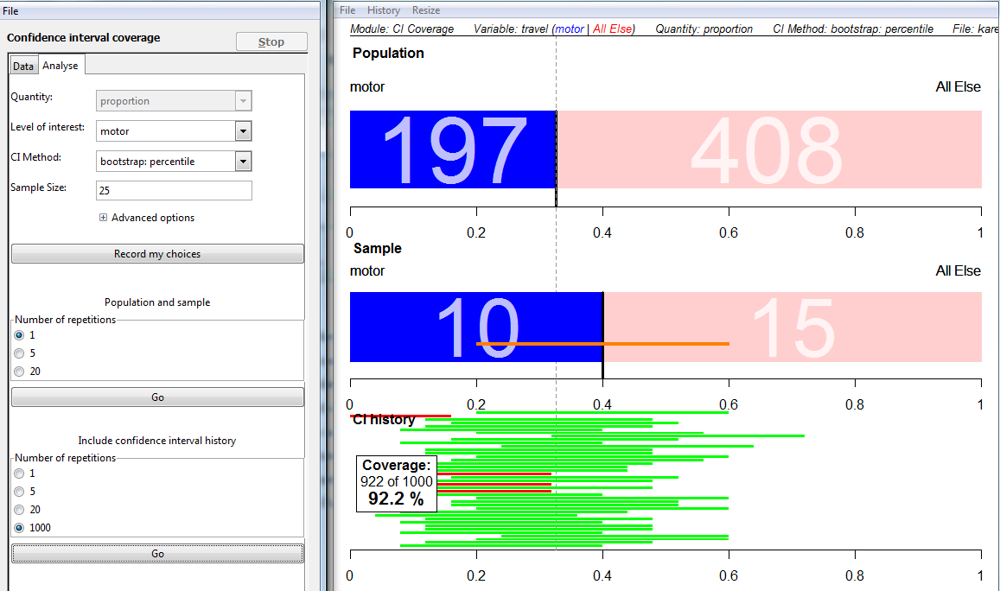 File
Confidence interval coverage
Stop
Data Analyse
Quantity: proportion
Level of interest: motor
CI Method: bootstrap: percentile
Sample Size: 25
Advanced options
Record my choices
Population and sample
Number of repetitions
1
5
20
Go
Include confidence interval history
Number of repetitions
1
5
20
1000
Go
File History Resize
Module: CI Coverage Variable: travel (motor | All Else) Quantity: proportion CI Method: bootstrap: percentile File: kare
Population
motor All Else
197 408
0 0.2 0.4 0.6 0.8 1
Sample
motor All Else
10 15
0 0.2 0.4 0.6 0.8 1
CI history
Coverage:
922 of 1000
92.2 %
0 0.2 0.4 0.6 0.8 1